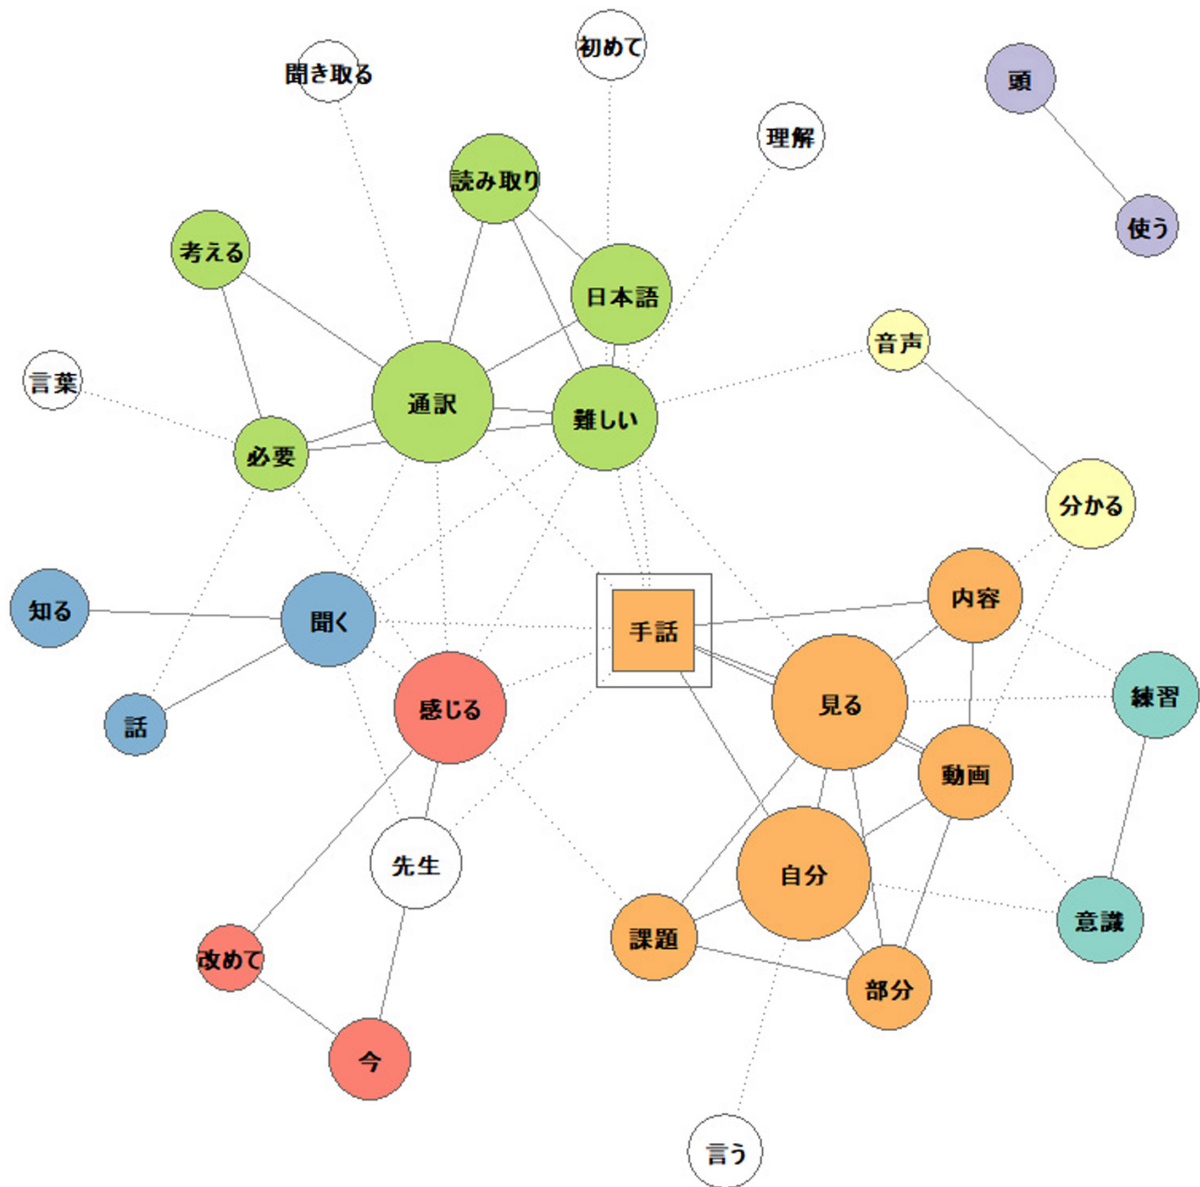 初めて
聞き取る
頭
理解
読み取り
使う
考える
日本語
音声
言葉
通訳
難しい
必要
分かる
内容
知る
聞く
手話
練習
見る
感じる
話
動画
先生
自分
意識
課題
改めて
部分
今
言う